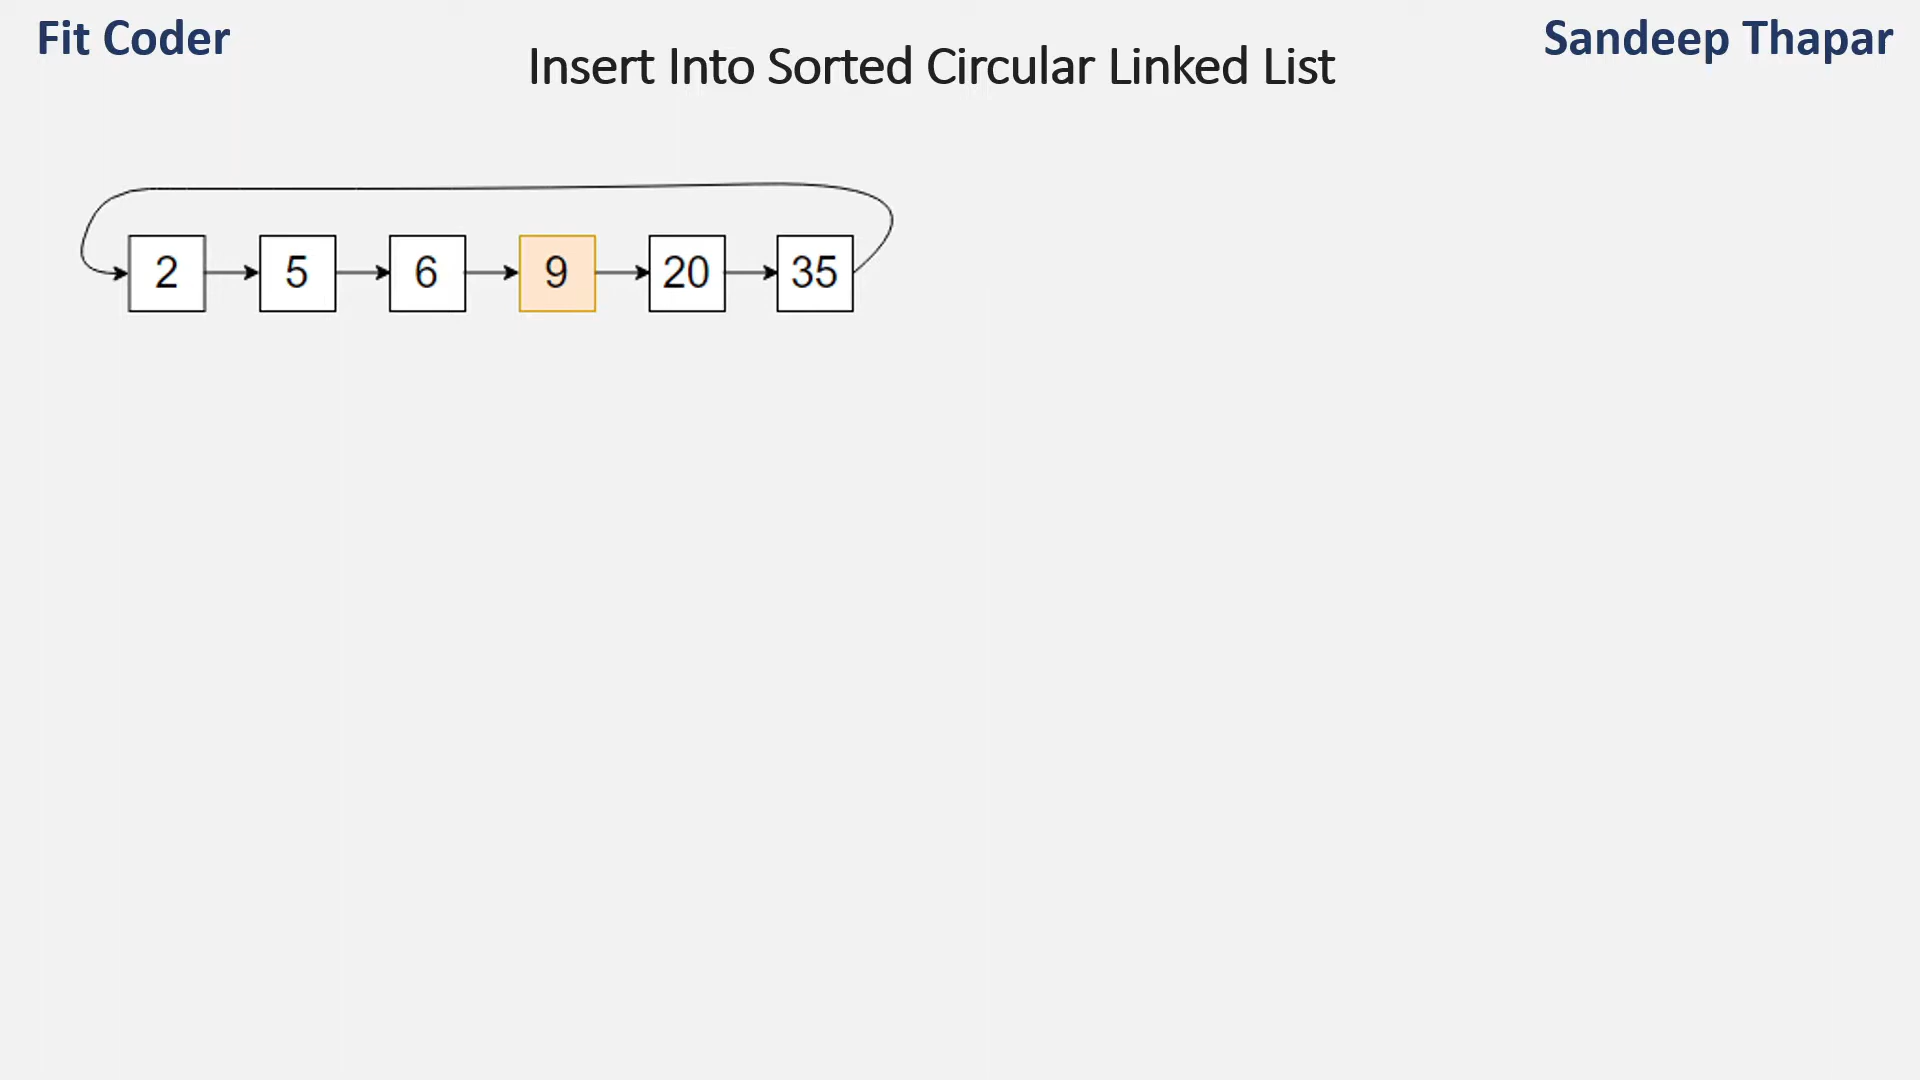 Fit Coder
Sandeep Thapar
Insert Into Sorted Circular Linked List
2 5 6 9 20 35